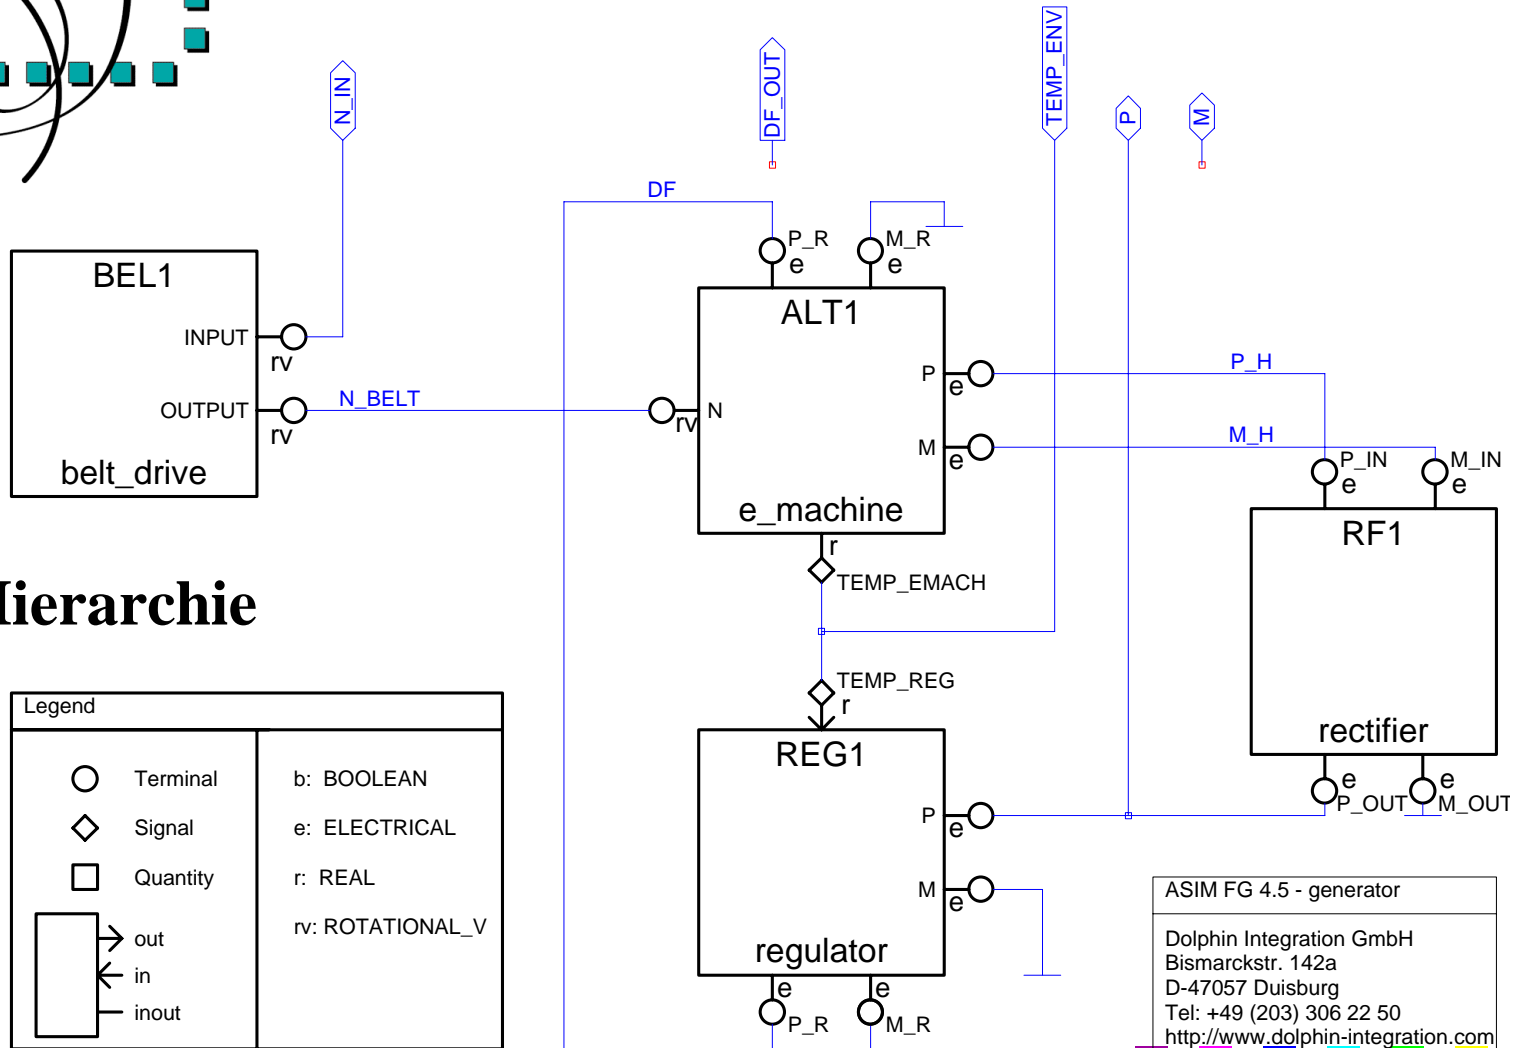 N_IN
DF_OUT
TEMP_ENV
P
M
DF
P_R
e
M_R
e
BEL1
INPUT
rv
OUTPUT
rv
belt_drive
N_BELT
ALT1
P
e
rv
N
M
e
e_machine
r
TEMP_EMACH
P_H
M_H
P_IN
e
M_IN
e
RF1
rectifier
e
P_OUT
e
M_OUT
TEMP_REG
r
REG1
P
e
M
e
regulator
e
P_R
e
M_R
Legend
Terminal
Signal
Quantity
out
in
inout
b: BOOLEAN
e: ELECTRICAL
r: REAL
rv: ROTATIONAL_V
ASIM FG 4.5 - generator
Dolphin Integration GmbH
Bismarckstr. 142a
D-47057 Duisburg
Tel: +49 (203) 306 22 50
http://www.dolphin-integration.com